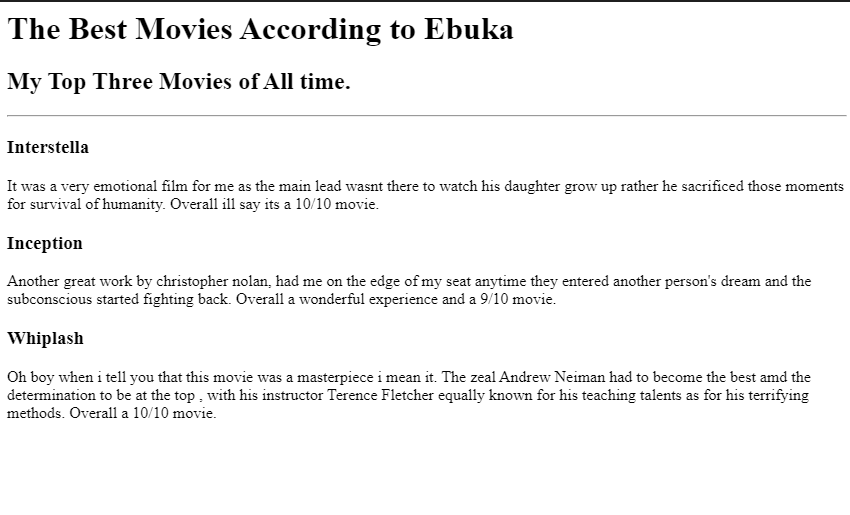 The Best Movies According to Ebuka
My Top Three Movies of All time.
Interstella
It was a very emotional film for me as the main lead wasnt there to watch his daughter grow up rather he sacrificed those moments
for survival of humanity. Overall ill say its a 10/10 movie.
Inception
Another great work by christopher nolan, had me on the edge of my seat anytime they entered another person's dream and the
subconscious started fighting back. Overall a wonderful experience and a 9/10 movie.
Whiplash
Oh boy when i tell you that this movie was a masterpiece i mean it. The zeal Andrew Neiman had to become the best amd the
determination to be at the top , with his instructor Terence Fletcher equally known for his teaching talents as for his terrifying
methods. Overall a 10/10 movie.